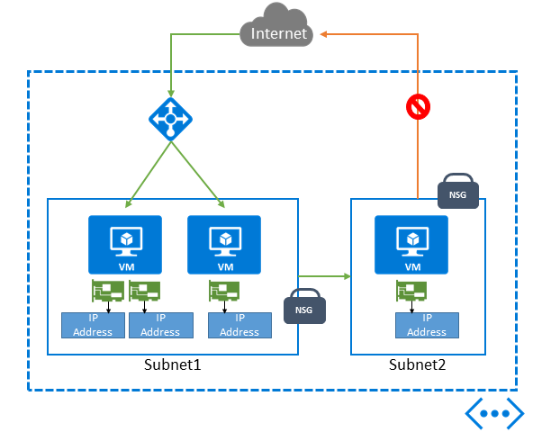 Internet
NSG
VM
VM
VM
IP
Address
IP
Address
IP
Address
IP
Address
NSG
Subnet1
Subnet2